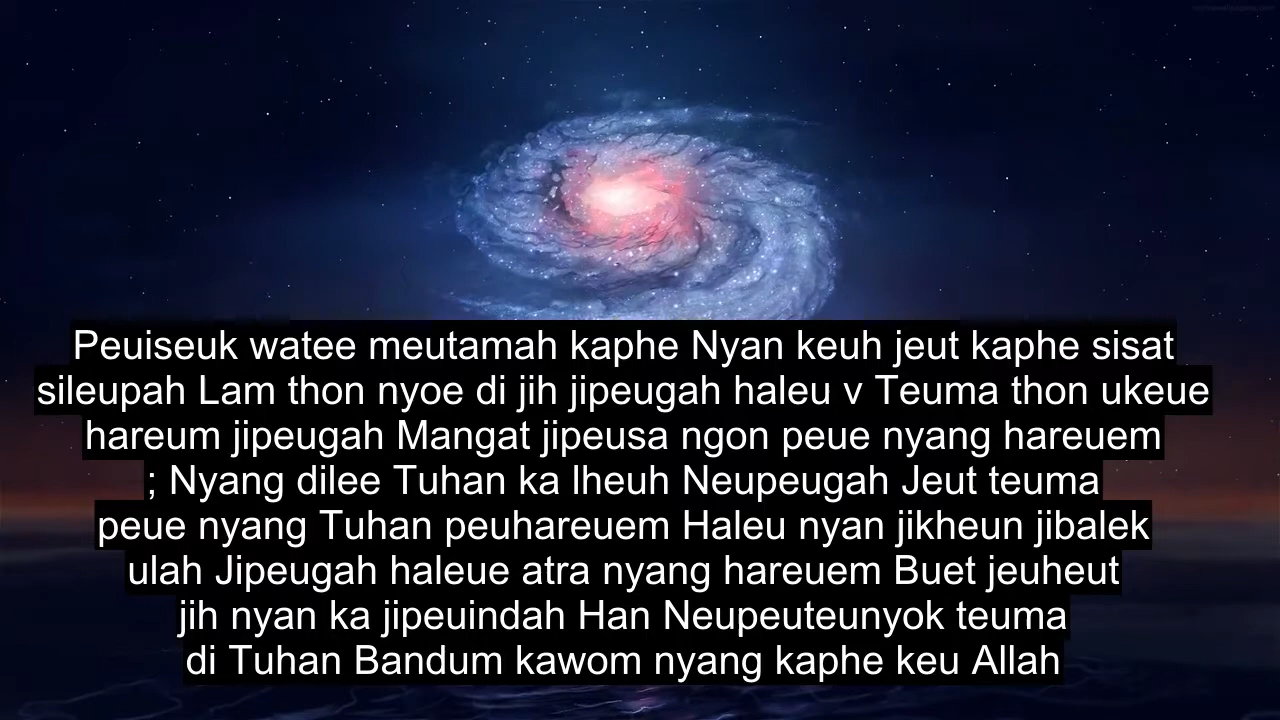 Peuiseuk watee meutamah kaphe Nyan keuh jeut kaphe sisat
sileupah Lam thon nyoe di jih jipeugah haleu v Teuma thon ukeue
hareum jipeugah Mangat jipeusa ngon peue nyang hareuem
; Nyang dilee Tuhan ka lheuh Neupeugah Jeut teuma
peue nyang Tuhan peuhareuem Haleu nyan jikheun jibalek
ulah Jipeugah haleue atra nyang hareuem Buet jeuheut
jih nyan ka jipeuindah Han Neupeuteunyok teuma
di Tuhan Bandum kawom nyang kaphe keu Allah